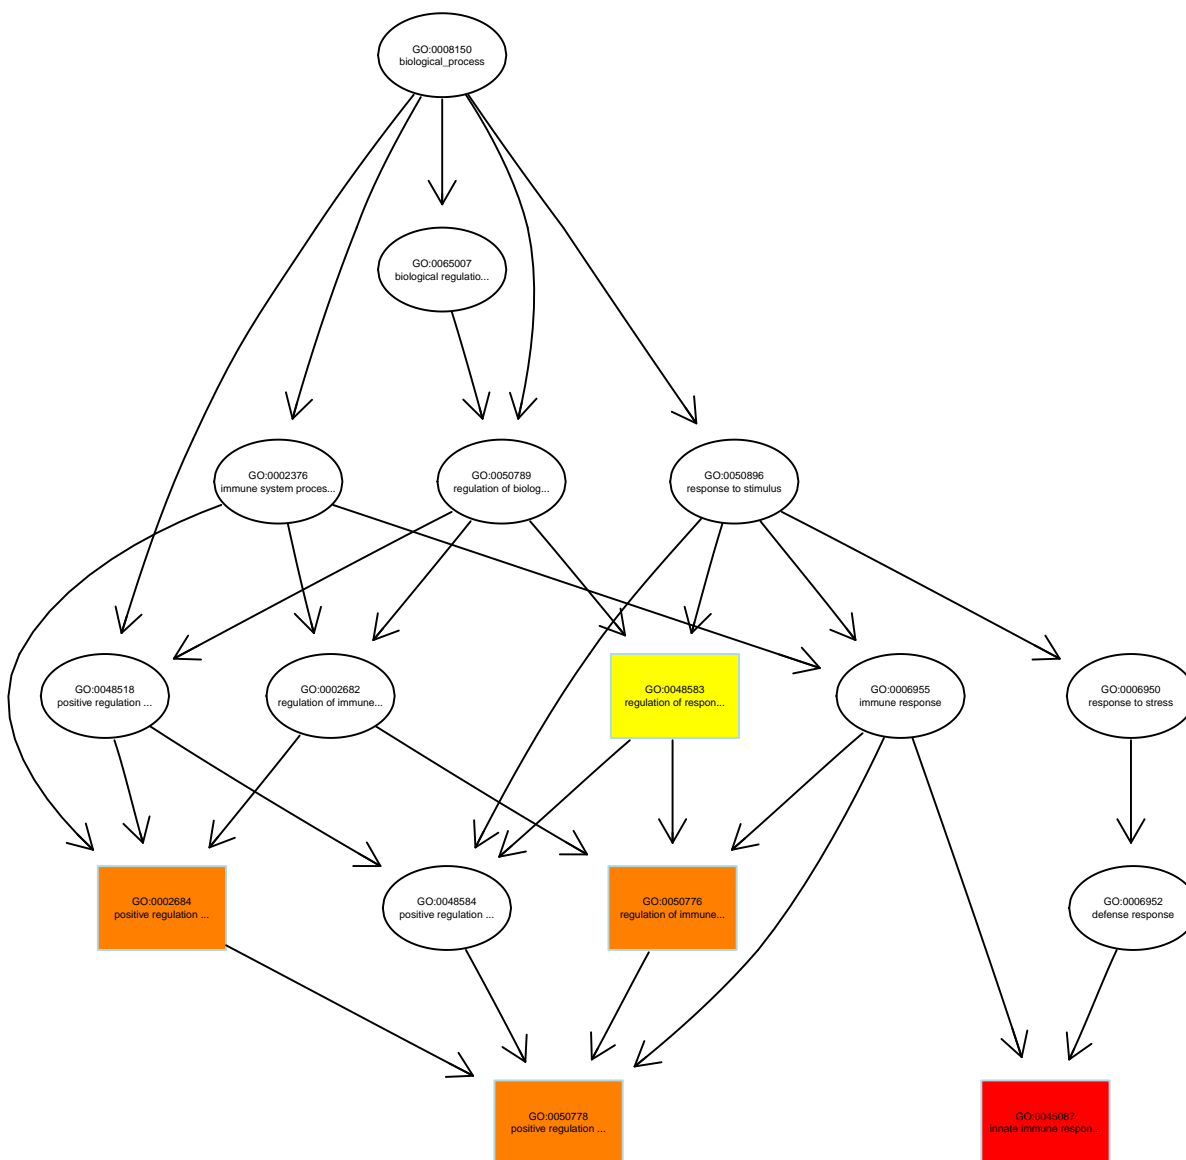 GO:0008150
biological_process
GO:0065007
biological regulatio...
GO:0002376
immune system proces...
GO:0050789
regulation of biolog...
GO:0050896
response to stimulus
GO:0048518
positive regulation ...
GO:0002682
regulation of immune...
GO:0048583
regulation of respon...
GO:0006955
immune response
GO:0006950
response to stress
GO:0002684
positive regulation ...
GO:0048584
positive regulation ...
GO:0050776
regulation of immune...
GO:0006952
defense response
GO:0050778
positive regulation ...
GO:0045087
innate immune respon...